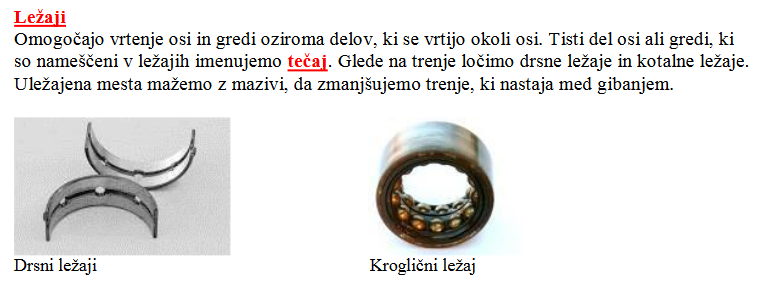 Ležaji
Omogočajo vrtenje osi in gredi oziroma delov, ki se vrtijo okoli osi. Tisti del osi ali gredi, ki
so nameščeni v ležajih imenujemo tečaj. Glede na trenje ločimo drsne ležaje in kotalne ležaje.
Uležajena mesta mažemo z mazivi, da zmanjšujemo trenje, ki nastaja med gibanjem.
Drsni ležaji
Kroglični ležaj